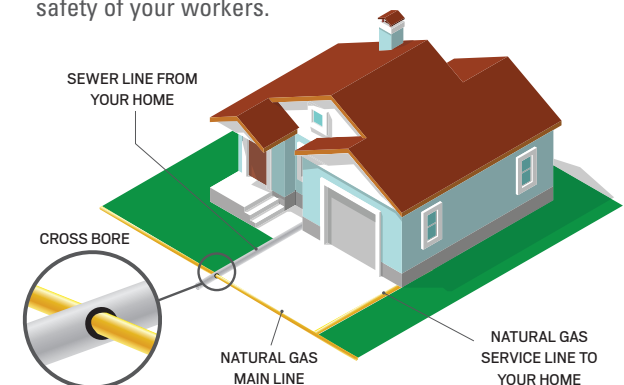 safety of your workers.
SEWER LINE FROM
YOUR HOME
CROSS BORE
NATURAL GAS
MAIN LINE
NATURAL GAS
SERVICE LINE TO
YOUR HOME